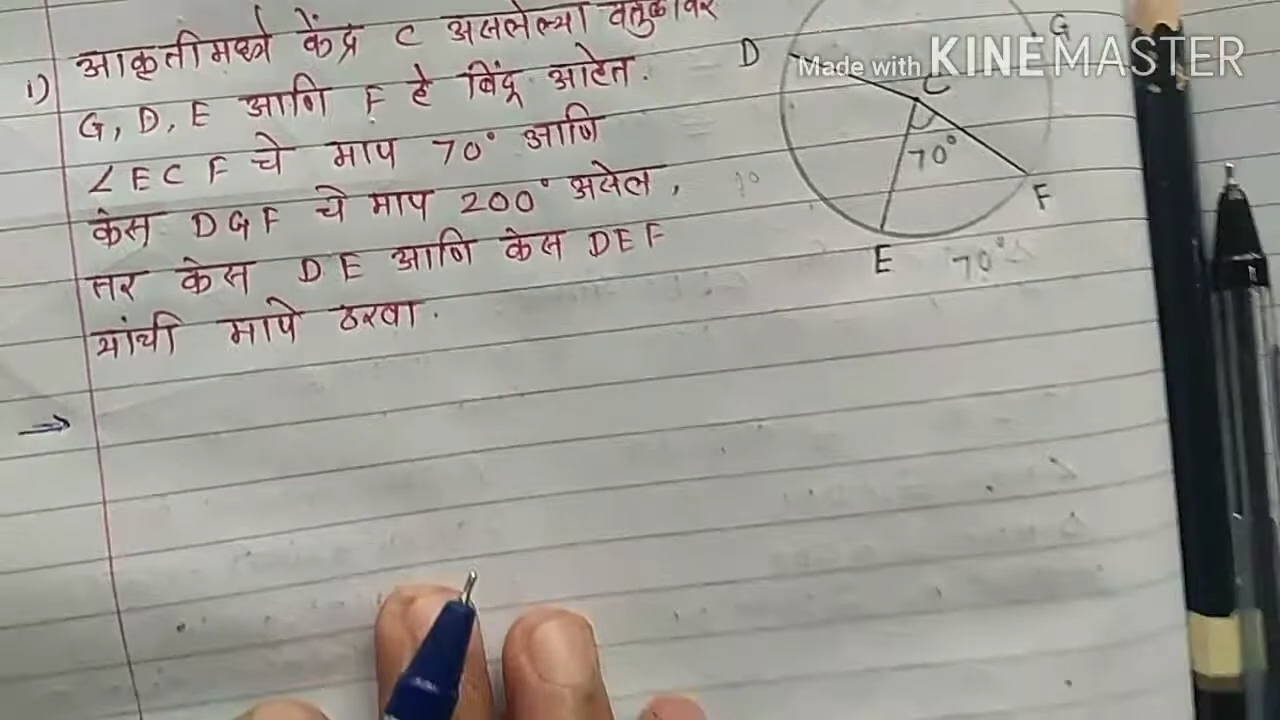 आकृतीमध्ये केंद्र C असलेल्या वर्तुळावर
1) G, D, E आणि F हे बिंदू आहेत.
∠ECF चे माप 70° आणि
कंस DGF चे माप 200° असेल,
तर कंस DE आणि कंस DEF
यांची मापे ठरवा.
→
G
D
Made with KINEMASTER
C
70°
F
E
70°